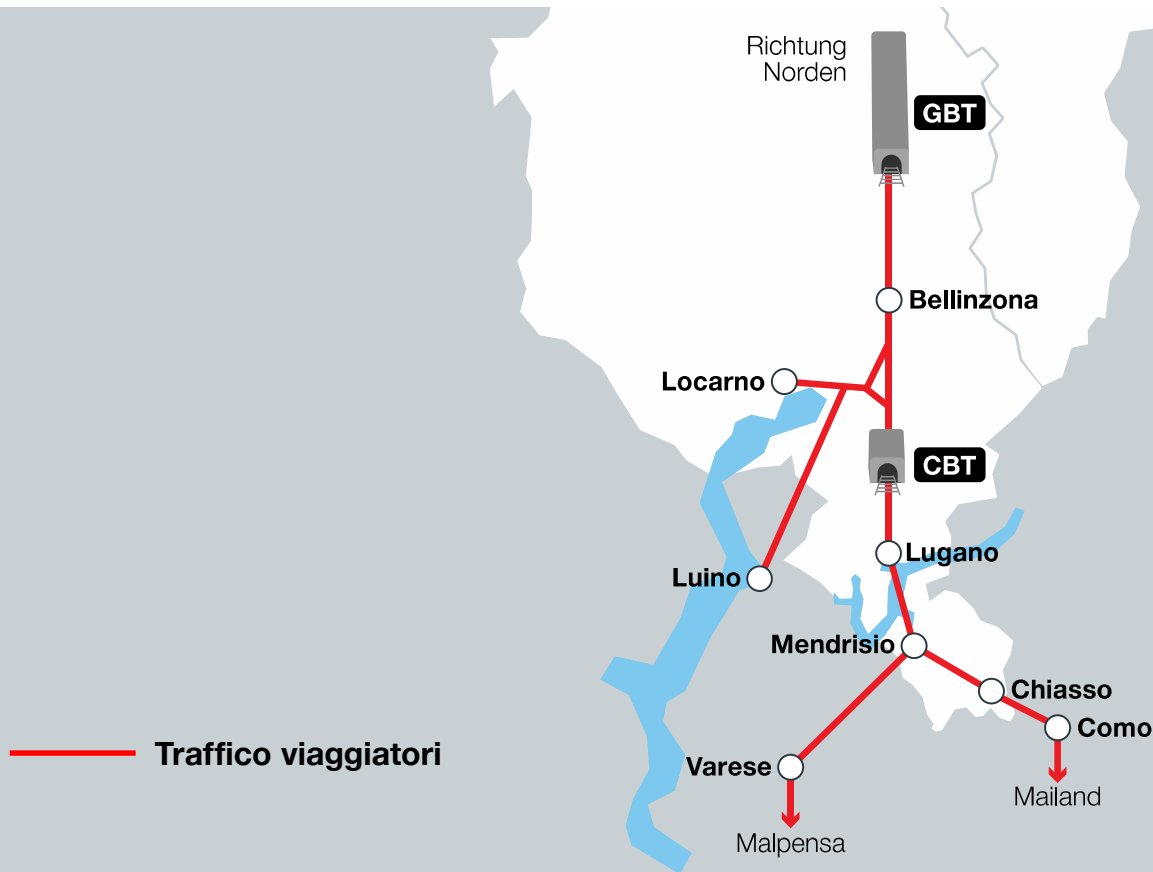 Richtung
Norden
GBT
Bellinzona
Locarno
CBT
Lugano
Luino
Mendrisio
Chiasso
Como
Traffico viaggiatori
Varese
Mailand
Malpensa